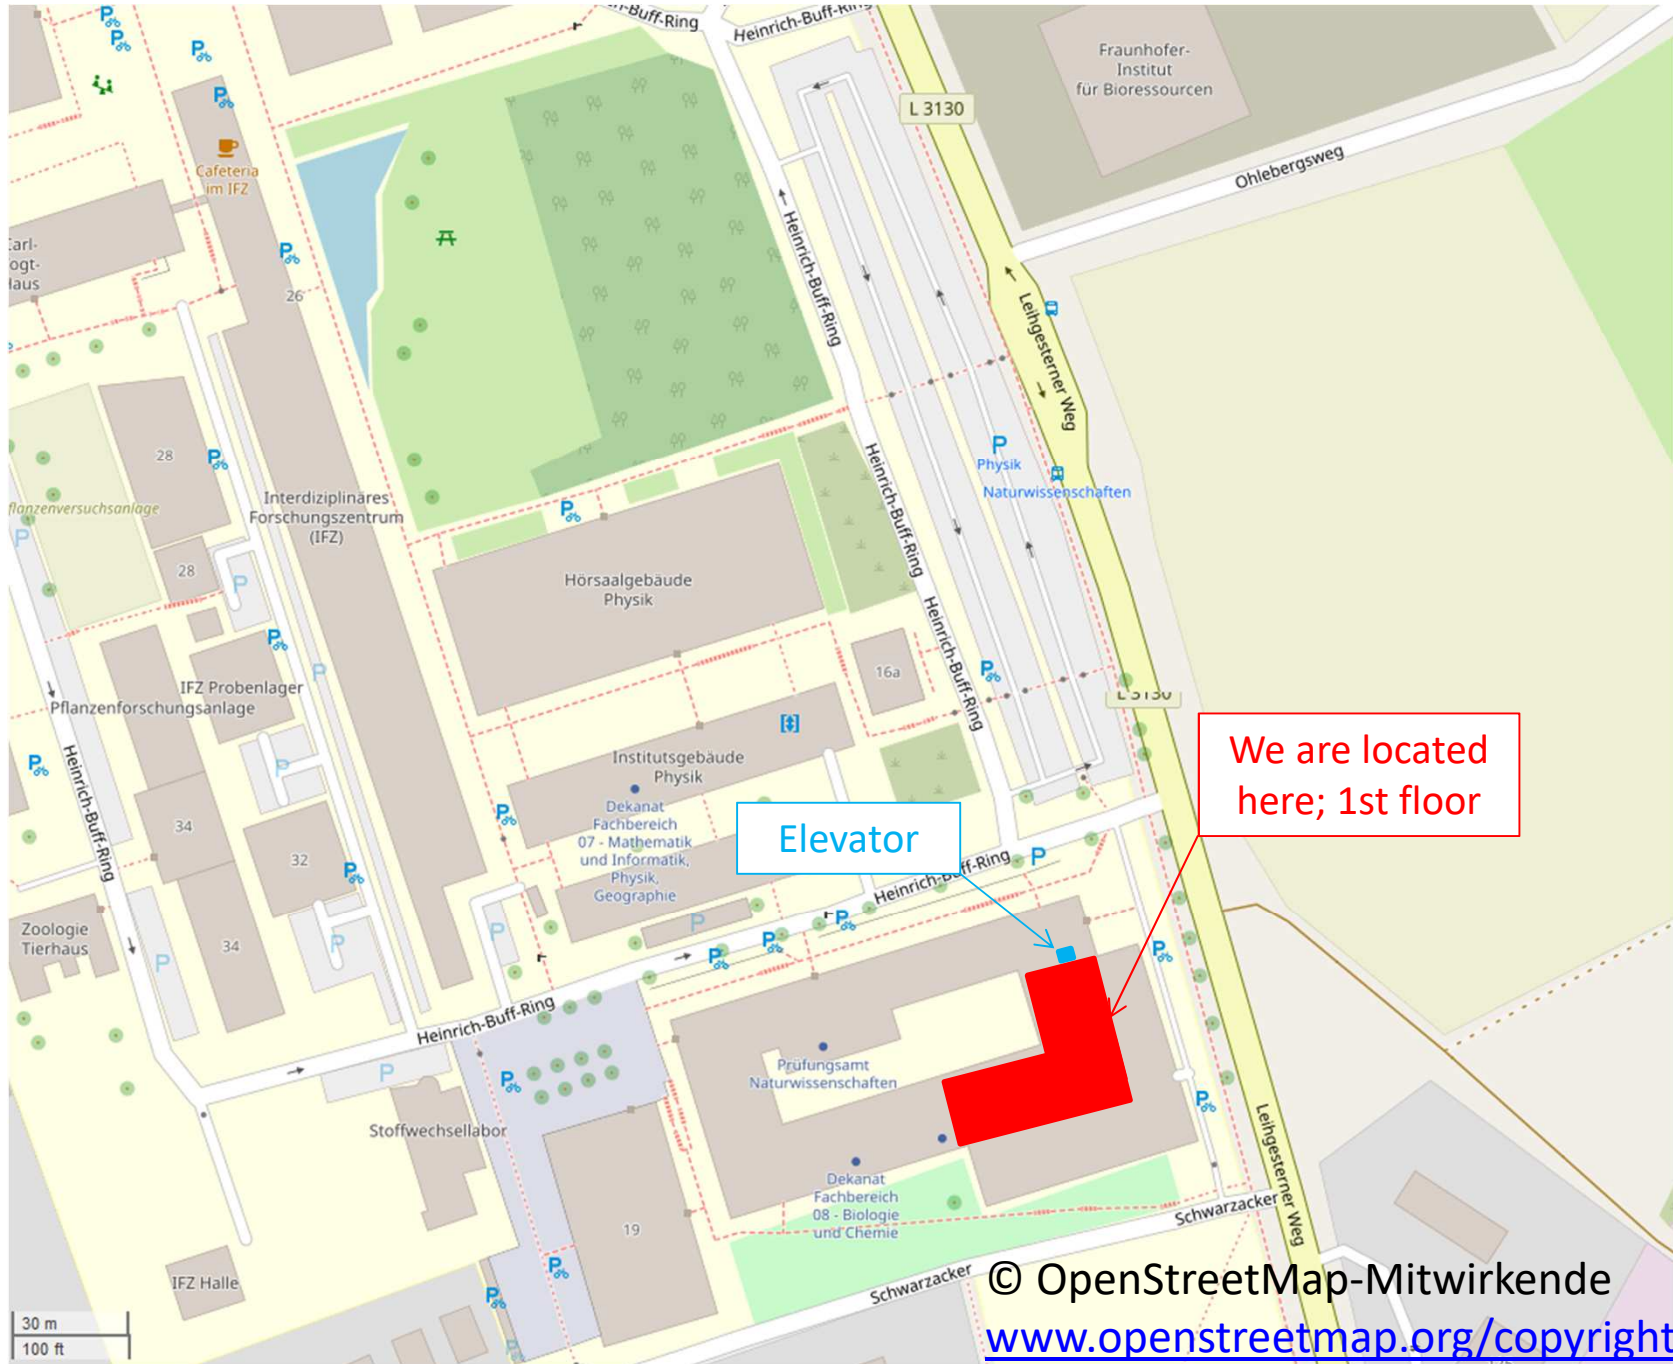 -Buff-Ring
Heinrich-Buff-Ring
Fraunhofer-
Institut
für Bioressourcen
L 3130
Ohlebergsweg
Cafeteria
im IFZ
Heinrich-Buff-Ring
Leihgesterner Weg
26
28
Interdiziplinäres
Forschungszentrum
(IFZ)
flanzenversuchsanlage
P
Physik
Naturwissenschaften
Heinrich-Buff-Ring
28
P
Hörsaalgebäude
Physik
Heinrich-Buff-Ring
16a
IFZ Probenlager
Pflanzenforschungsanlage
P
L 3130
Heinrich-Buff-Ring
Institutsgebäude
Physik
We are located
here; 1st floor
Dekanat
Fachbereich
07 - Mathematik
und Informatik,
Physik,
Geographie
Elevator
34
32
P
Heinrich-Buff-Ring
Zoologie
Tierhaus
34
P
P
P
P
Heinrich-Buff-Ring
Prüfungsamt
Naturwissenschaften
P
Stoffwechsellabor
Leihgesterner Weg
Dekanat
Fachbereich
08 - Biologie
und Chemie
Schwarzacker
19
IFZ Halle
Schwarzacker
30 m
100 ft
© OpenStreetMap-Mitwirkende
www.openstreetmap.org/copyright